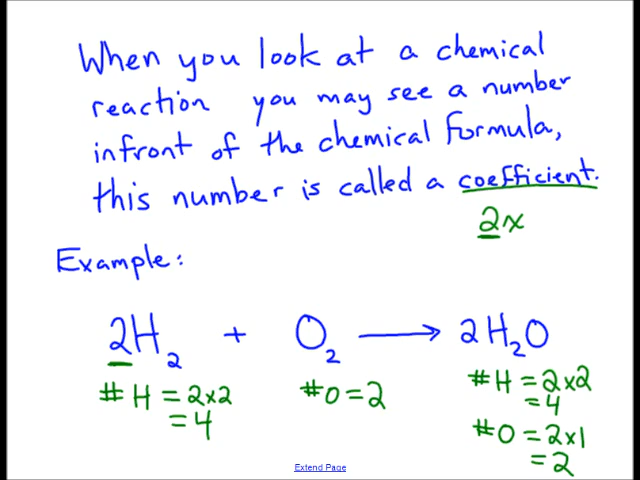 When you look at a chemical
reaction you may see a number
infront of the chemical formula,
this number is called a coefficient.
2x
Example:
2H₂ + O₂ ⟶ 2H₂O
# H = 2x2
= 4
#O = 2
#H = 2x2
= 4
#O = 2x1
= 2
Extend Page